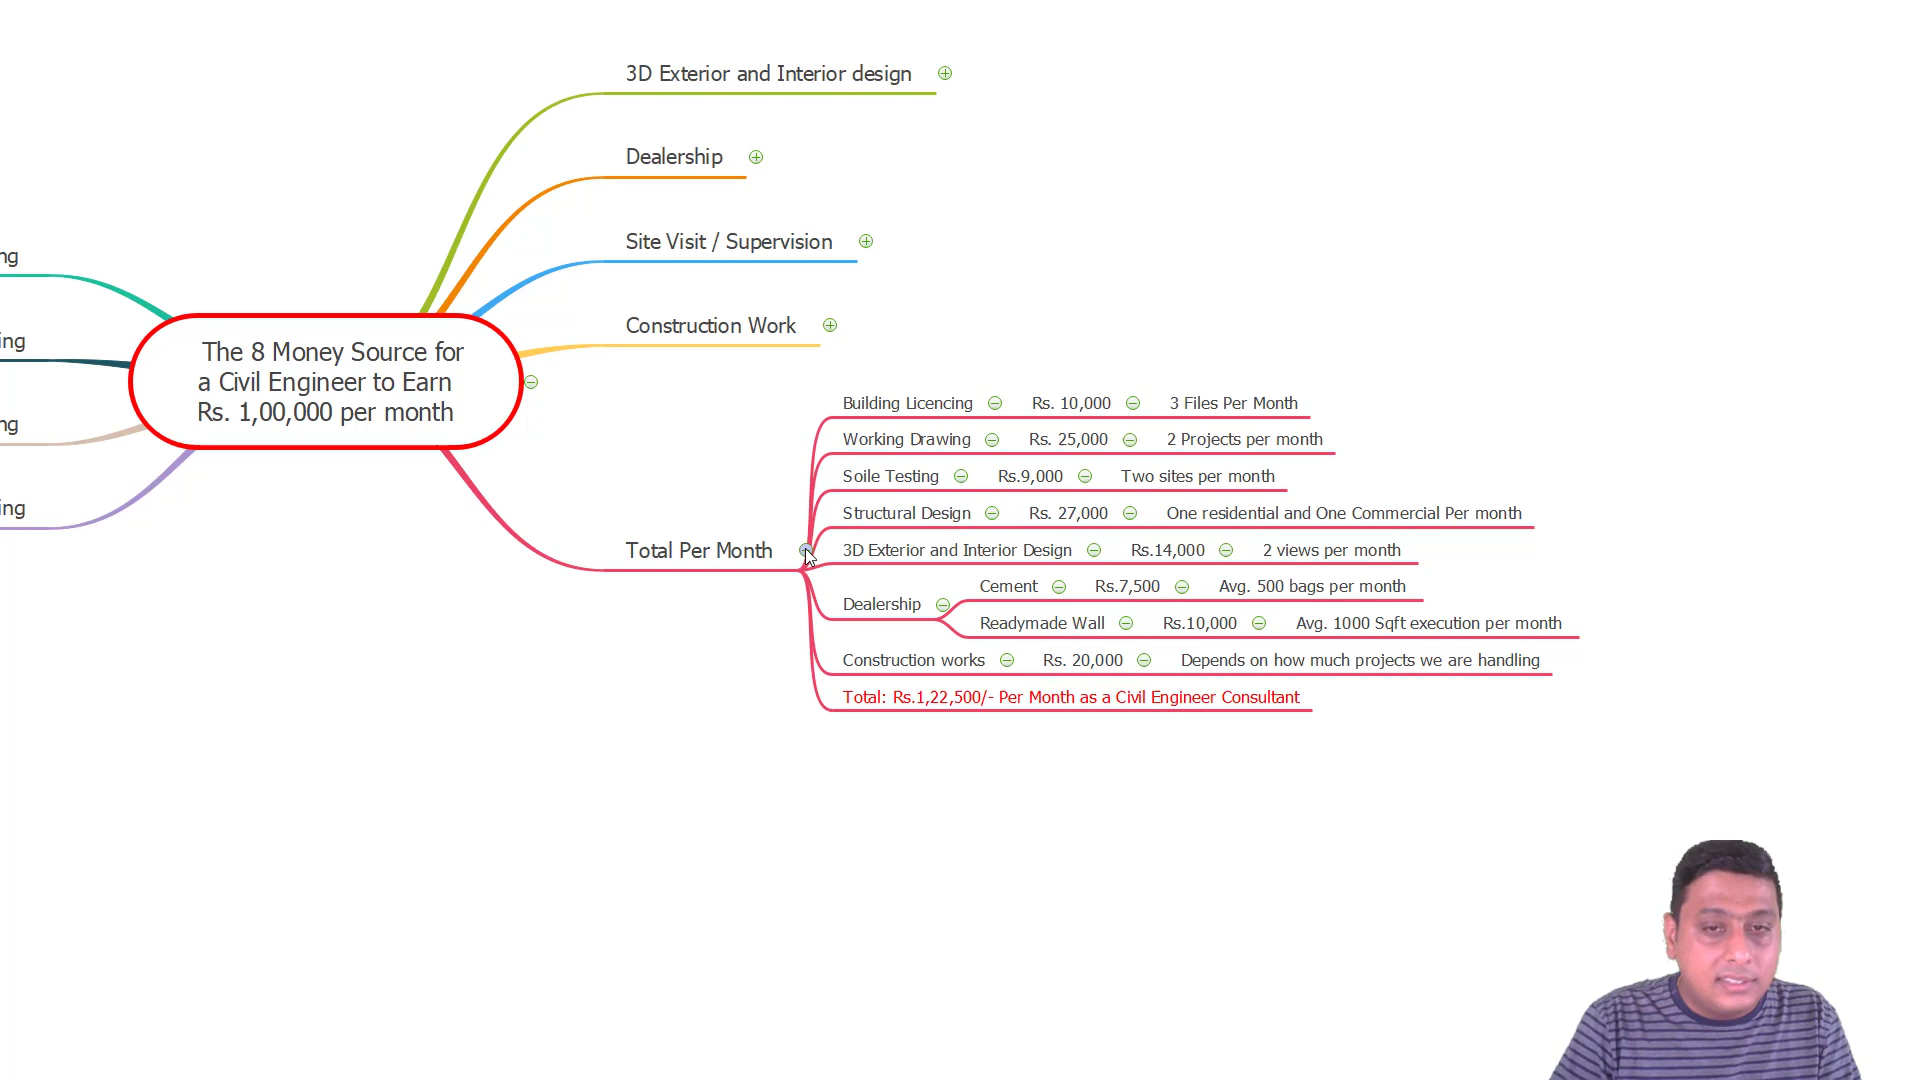 3D Exterior and Interior design
Dealership
Site Visit / Supervision
Construction Work
ng
ing
ng
ing
The 8 Money Source for
a Civil Engineer to Earn
Rs. 1,00,000 per month
Total Per Month
Building Licencing Rs. 10,000 3 Files Per Month
Working Drawing Rs. 25,000 2 Projects per month
Soile Testing Rs.9,000 Two sites per month
Structural Design Rs. 27,000 One residential and One Commercial Per month
3D Exterior and Interior Design Rs.14,000 2 views per month
Dealership
Cement Rs.7,500 Avg. 500 bags per month
Readymade Wall Rs.10,000 Avg. 1000 Sqft execution per month
Construction works Rs. 20,000 Depends on how much projects we are handling
Total: Rs.1,22,500/- Per Month as a Civil Engineer Consultant